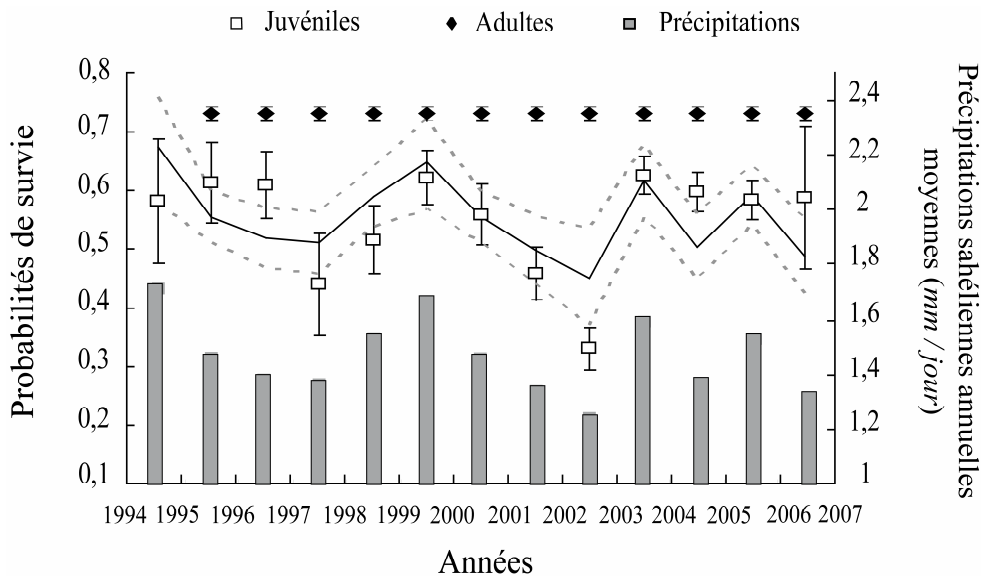 Juvéniles Adultes Précipitations
0,8
0,7
0,6
0,5
0,4
0,3
0,2
0,1
Probabilités de survie
2,4
2,2
2
1,8
1,6
1,4
1,2
1
Précipitations sahéliennes annuelles
moyennes (mm / jour)
1994 1995 1996 1997 1998 1999 2000 2001 2002 2003 2004 2005 2006 2007
Années